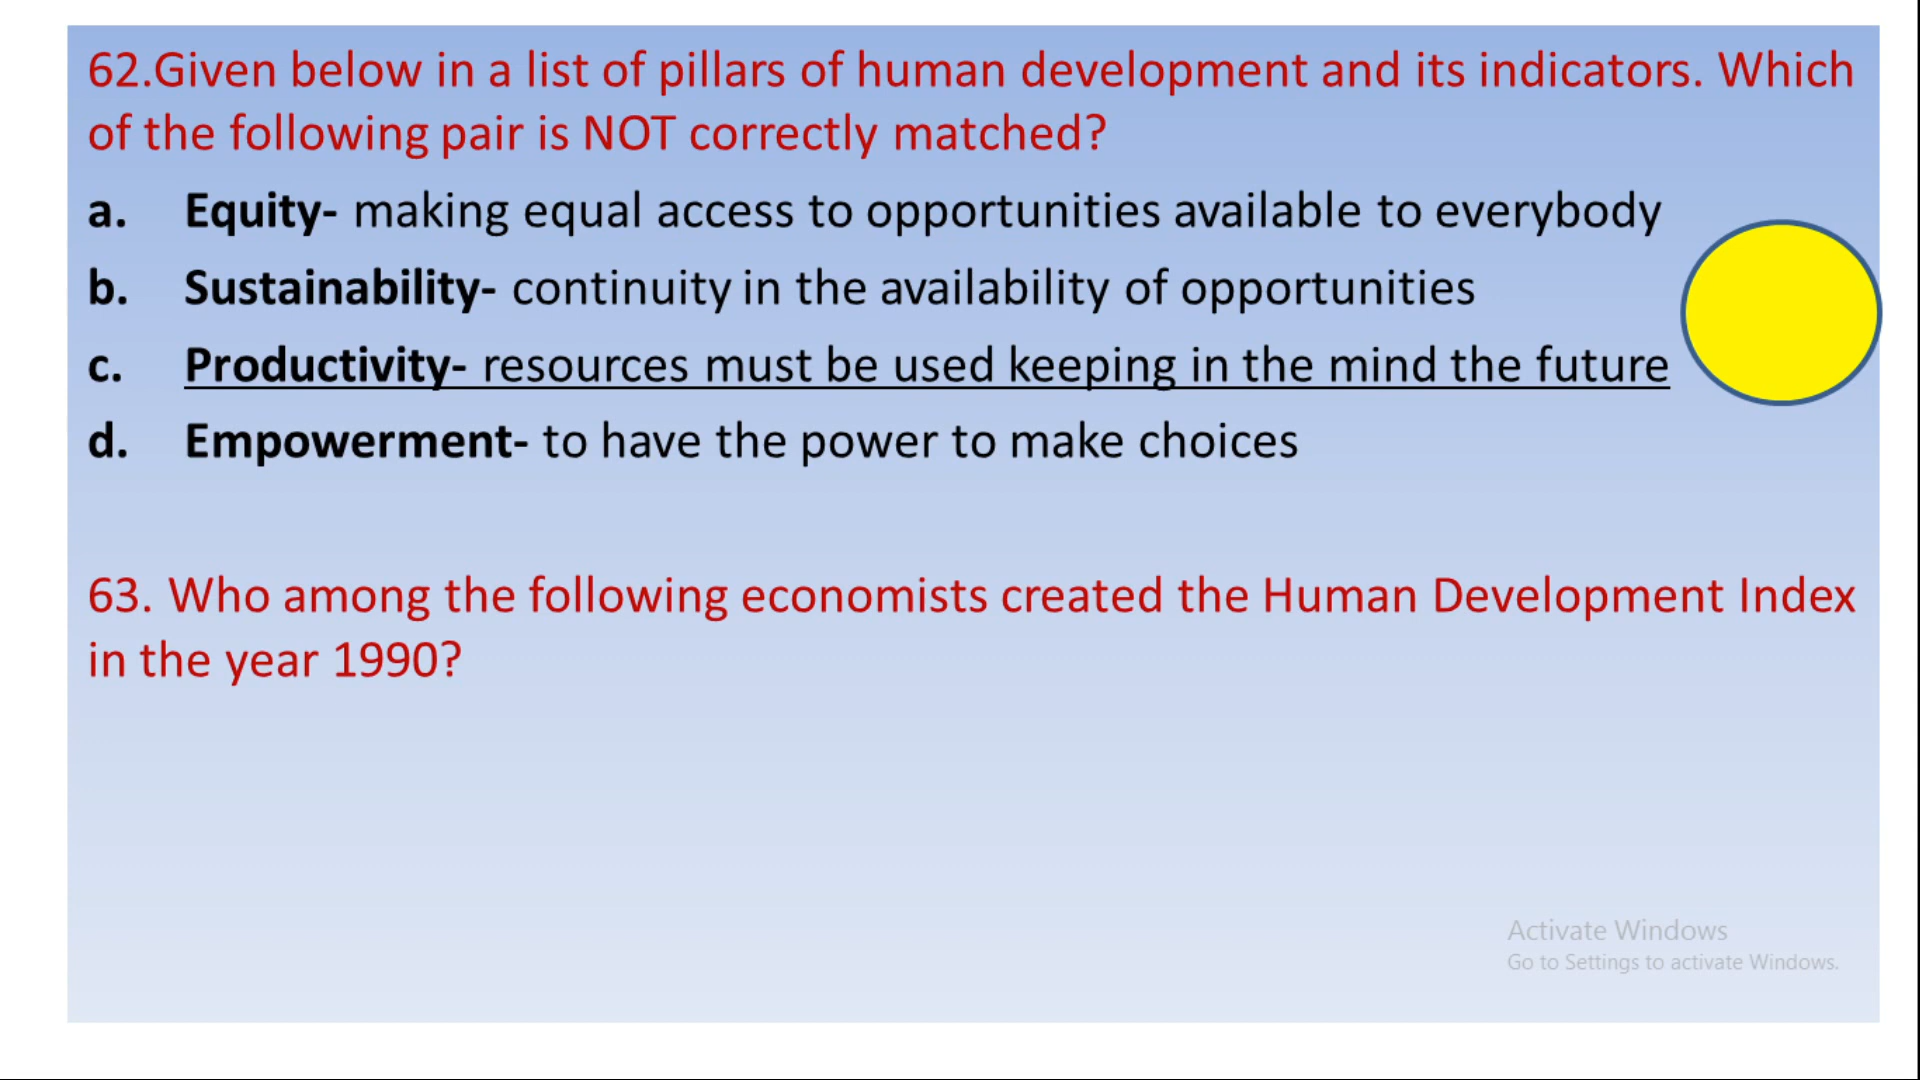 62.Given below in a list of pillars of human development and its indicators. Which
of the following pair is NOT correctly matched?
a. Equity- making equal access to opportunities available to everybody
b. Sustainability- continuity in the availability of opportunities
c. Productivity- resources must be used keeping in the mind the future
d. Empowerment- to have the power to make choices
63. Who among the following economists created the Human Development Index
in the year 1990?
Activate Windows
Go to Settings to activate Windows.